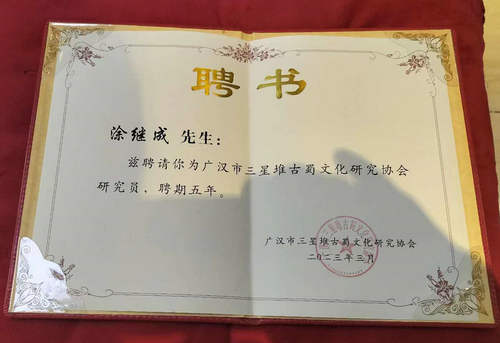 聘书
涂继成 先生：
兹聘请你为广汉市三星堆古蜀文化研究协会
研究员，聘期五年。
广汉市三星堆古蜀文化研究协会
二〇二三年三月